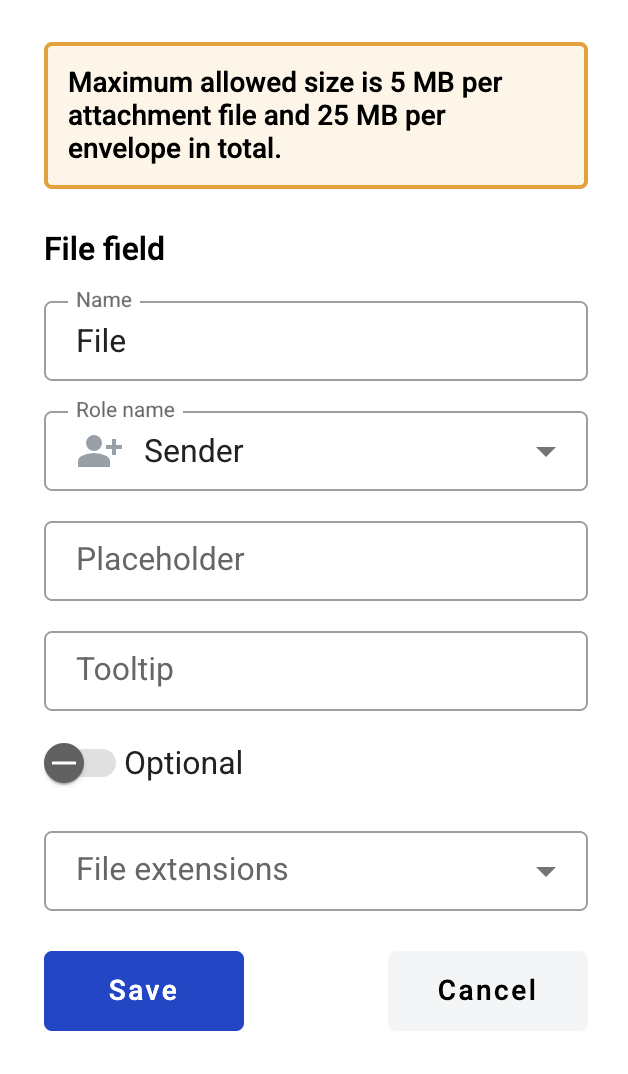 Maximum allowed size is 5 MB per
attachment file and 25 MB per
envelope in total.
File field
Name
File
Role name
Sender
Placeholder
Tooltip
Optional
File extensions
Save
Cancel